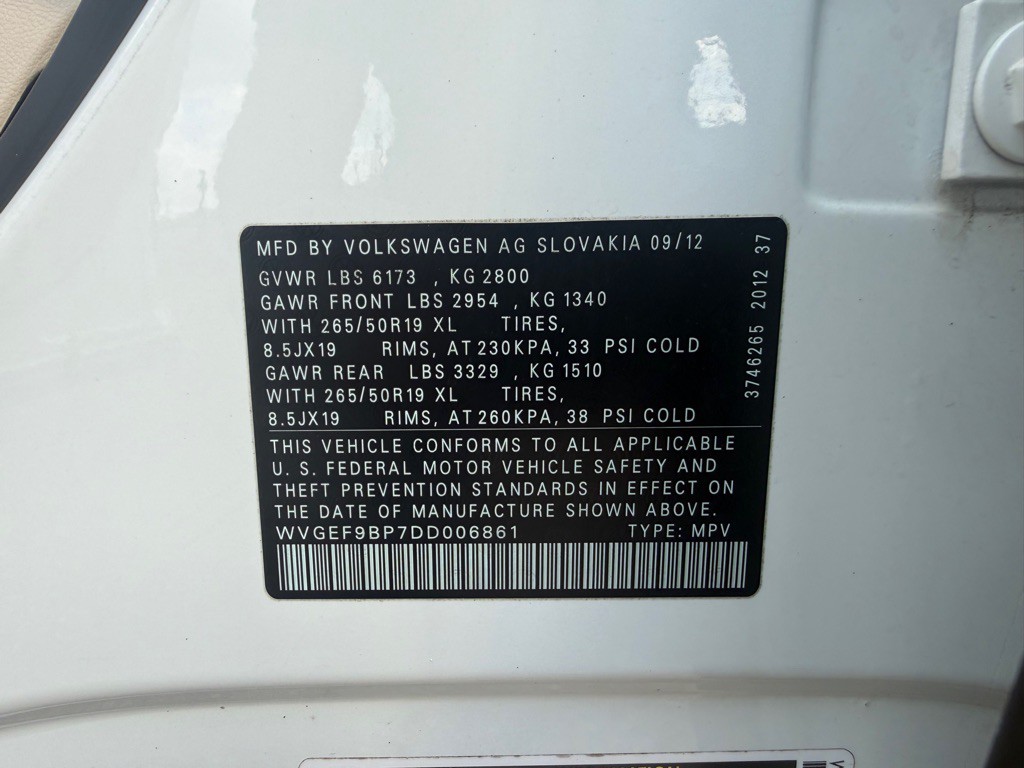 MFD BY VOLKSWAGEN AG SLOVAKIA 09/12
GVWR LBS 6173 , KG 2800
GAWR FRONT LBS 2954 , KG 1340
WITH 265/50R19 XL TIRES,
8.5JX19 RIMS, AT 230KPA, 33 PSI COLD
GAWR REAR LBS 3329 , KG 1510
WITH 265/50R19 XL TIRES,
8.5JX19 RIMS, AT 260KPA, 38 PSI COLD
THIS VEHICLE CONFORMS TO ALL APPLICABLE
U. S. FEDERAL MOTOR VEHICLE SAFETY AND
THEFT PREVENTION STANDARDS IN EFFECT ON
THE DATE OF MANUFACTURE SHOWN ABOVE.
WVGEF9BP7DD006861 TYPE: MPV
3746265 2012 37